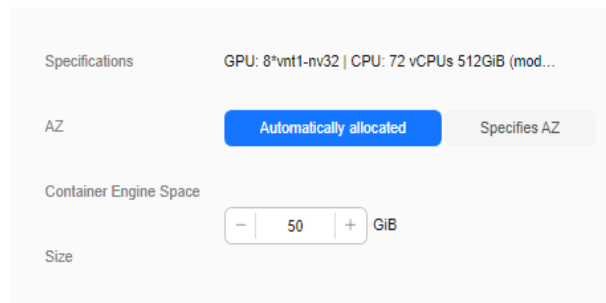 Specifications GPU: 8*vnt1-nv32 | CPU: 72 vCPUs 512GiB (mod...
AZ Automatically allocated Specifies AZ
Container Engine Space
− 50 + GiB
Size